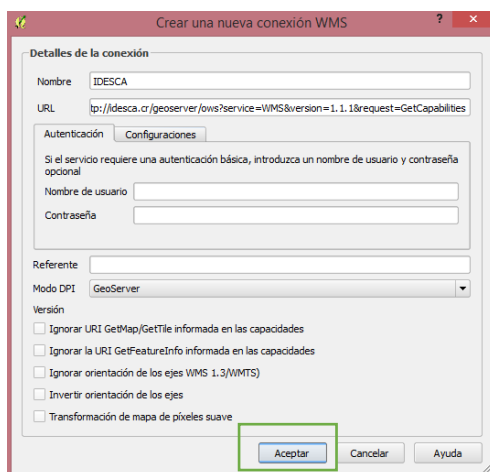 Crear una nueva conexión WMS
? ×
Detalles de la conexión
Nombre IDESCA
URL tp://idesca.cr/geoserver/ows?service=WMS&version=1.1.1&request=GetCapabilities
Autenticación Configuraciones
Si el servicio requiere una autenticación básica, introduzca un nombre de usuario y contraseña
opcional
Nombre de usuario
Contraseña
Referente
Modo DPI GeoServer
Versión
Ignorar URI GetMap/GetTile informada en las capacidades
Ignorar la URI GetFeatureInfo informada en las capacidades
Ignorar orientación de los ejes WMS 1.3/WMTS)
Invertir orientación de los ejes
Transformación de mapa de píxeles suave
Aceptar Cancelar Ayuda